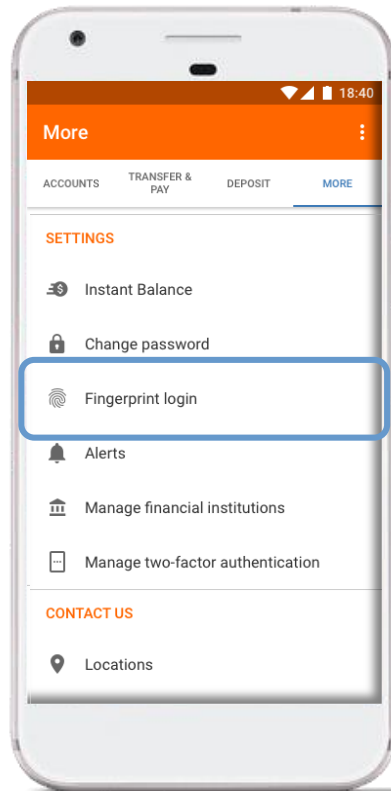 18:40
More
ACCOUNTS
TRANSFER &
PAY
DEPOSIT
MORE
SETTINGS
Instant Balance
Change password
Fingerprint login
Alerts
Manage financial institutions
Manage two-factor authentication
CONTACT US
Locations